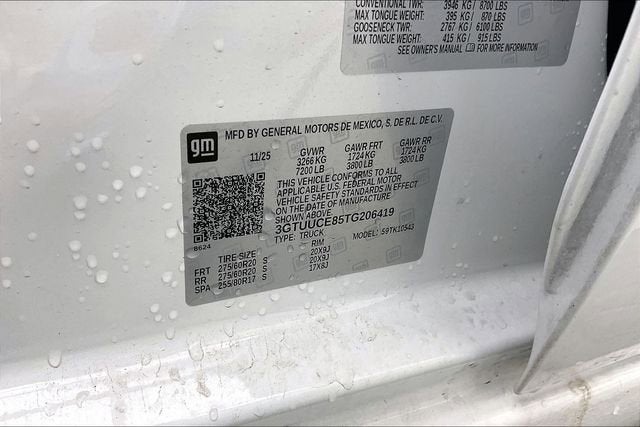 CONVENTIONAL TWR: 3946 KG / 8700 LBS
MAX TONGUE WEIGHT: 395 KG / 870 LBS
GOOSENECK TWR: 2767 KG / 6100 LBS
MAX TONGUE WEIGHT: 415 KG / 915 LBS
SEE OWNER'S MANUAL FOR MORE INFORMATION
gm
MFD BY GENERAL MOTORS DE MEXICO, S. DE R.L. DE C.V.
11/25 GVWR GAWR FRT GAWR RR
3266 KG 1724 KG 1724 KG
7200 LB 3800 LB 3800 LB
THIS VEHICLE CONFORMS TO ALL
APPLICABLE U.S. FEDERAL MOTOR
VEHICLE SAFETY STANDARDS IN EFFECT
SHOWN ABOVE
3GTUUCE85TG206419
TYPE: TRUCK MODEL: 59TK10543
8624
TIRE SIZE RIM
FRT 275/60R20 S 20X9J
RR 275/60R20 S 20X9J
SPA 255/80R17 S 17X8J